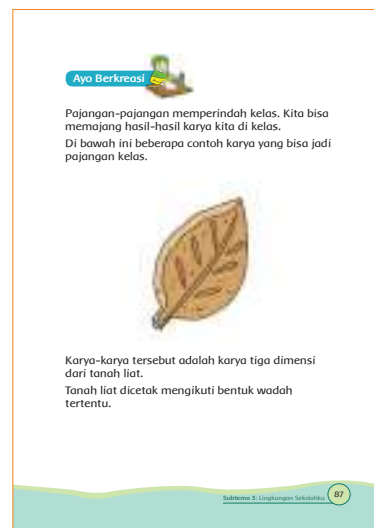 Ayo Berkreasi
Pajangan-pajangan memperindah kelas. Kita bisa
memajang hasil-hasil karya kita di kelas.
Di bawah ini beberapa contoh karya yang bisa jadi
pajangan kelas.
Karya-karya tersebut adalah karya tiga dimensi
dari tanah liat.
Tanah liat dicetak mengikuti bentuk wadah
tertentu.
Subtema 3: Lingkungan Sekolahku 87